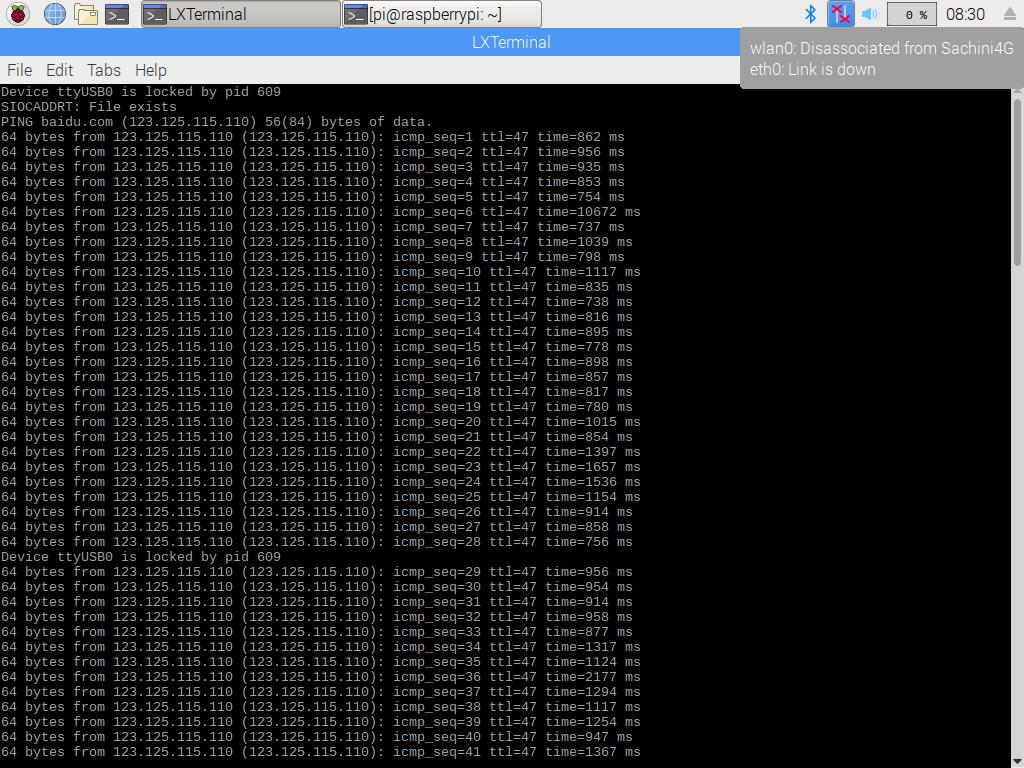 LXTerminal
[pi@raspberrypi: ~]
0 %
08:30
LXTerminal
wlan0: Disassociated from Sachini4G
eth0: Link is down
File Edit Tabs Help
Device ttyUSB0 is locked by pid 609
SIOCADDRT: File exists
PING baidu.com (123.125.115.110) 56(84) bytes of data.
64 bytes from 123.125.115.110 (123.125.115.110): icmp_seq=1 ttl=47 time=862 ms
64 bytes from 123.125.115.110 (123.125.115.110): icmp_seq=2 ttl=47 time=956 ms
64 bytes from 123.125.115.110 (123.125.115.110): icmp_seq=3 ttl=47 time=935 ms
64 bytes from 123.125.115.110 (123.125.115.110): icmp_seq=4 ttl=47 time=853 ms
64 bytes from 123.125.115.110 (123.125.115.110): icmp_seq=5 ttl=47 time=754 ms
64 bytes from 123.125.115.110 (123.125.115.110): icmp_seq=6 ttl=47 time=10672 ms
64 bytes from 123.125.115.110 (123.125.115.110): icmp_seq=7 ttl=47 time=737 ms
64 bytes from 123.125.115.110 (123.125.115.110): icmp_seq=8 ttl=47 time=1039 ms
64 bytes from 123.125.115.110 (123.125.115.110): icmp_seq=9 ttl=47 time=798 ms
64 bytes from 123.125.115.110 (123.125.115.110): icmp_seq=10 ttl=47 time=1117 ms
64 bytes from 123.125.115.110 (123.125.115.110): icmp_seq=11 ttl=47 time=835 ms
64 bytes from 123.125.115.110 (123.125.115.110): icmp_seq=12 ttl=47 time=738 ms
64 bytes from 123.125.115.110 (123.125.115.110): icmp_seq=13 ttl=47 time=816 ms
64 bytes from 123.125.115.110 (123.125.115.110): icmp_seq=14 ttl=47 time=895 ms
64 bytes from 123.125.115.110 (123.125.115.110): icmp_seq=15 ttl=47 time=778 ms
64 bytes from 123.125.115.110 (123.125.115.110): icmp_seq=16 ttl=47 time=898 ms
64 bytes from 123.125.115.110 (123.125.115.110): icmp_seq=17 ttl=47 time=857 ms
64 bytes from 123.125.115.110 (123.125.115.110): icmp_seq=18 ttl=47 time=817 ms
64 bytes from 123.125.115.110 (123.125.115.110): icmp_seq=19 ttl=47 time=780 ms
64 bytes from 123.125.115.110 (123.125.115.110): icmp_seq=20 ttl=47 time=1015 ms
64 bytes from 123.125.115.110 (123.125.115.110): icmp_seq=21 ttl=47 time=854 ms
64 bytes from 123.125.115.110 (123.125.115.110): icmp_seq=22 ttl=47 time=1397 ms
64 bytes from 123.125.115.110 (123.125.115.110): icmp_seq=23 ttl=47 time=1657 ms
64 bytes from 123.125.115.110 (123.125.115.110): icmp_seq=24 ttl=47 time=1536 ms
64 bytes from 123.125.115.110 (123.125.115.110): icmp_seq=25 ttl=47 time=1154 ms
64 bytes from 123.125.115.110 (123.125.115.110): icmp_seq=26 ttl=47 time=914 ms
64 bytes from 123.125.115.110 (123.125.115.110): icmp_seq=27 ttl=47 time=858 ms
64 bytes from 123.125.115.110 (123.125.115.110): icmp_seq=28 ttl=47 time=756 ms
Device ttyUSB0 is locked by pid 609
64 bytes from 123.125.115.110 (123.125.115.110): icmp_seq=29 ttl=47 time=956 ms
64 bytes from 123.125.115.110 (123.125.115.110): icmp_seq=30 ttl=47 time=954 ms
64 bytes from 123.125.115.110 (123.125.115.110): icmp_seq=31 ttl=47 time=914 ms
64 bytes from 123.125.115.110 (123.125.115.110): icmp_seq=32 ttl=47 time=958 ms
64 bytes from 123.125.115.110 (123.125.115.110): icmp_seq=33 ttl=47 time=877 ms
64 bytes from 123.125.115.110 (123.125.115.110): icmp_seq=34 ttl=47 time=1317 ms
64 bytes from 123.125.115.110 (123.125.115.110): icmp_seq=35 ttl=47 time=1124 ms
64 bytes from 123.125.115.110 (123.125.115.110): icmp_seq=36 ttl=47 time=2177 ms
64 bytes from 123.125.115.110 (123.125.115.110): icmp_seq=37 ttl=47 time=1294 ms
64 bytes from 123.125.115.110 (123.125.115.110): icmp_seq=38 ttl=47 time=1117 ms
64 bytes from 123.125.115.110 (123.125.115.110): icmp_seq=39 ttl=47 time=1254 ms
64 bytes from 123.125.115.110 (123.125.115.110): icmp_seq=40 ttl=47 time=947 ms
64 bytes from 123.125.115.110 (123.125.115.110): icmp_seq=41 ttl=47 time=1367 ms